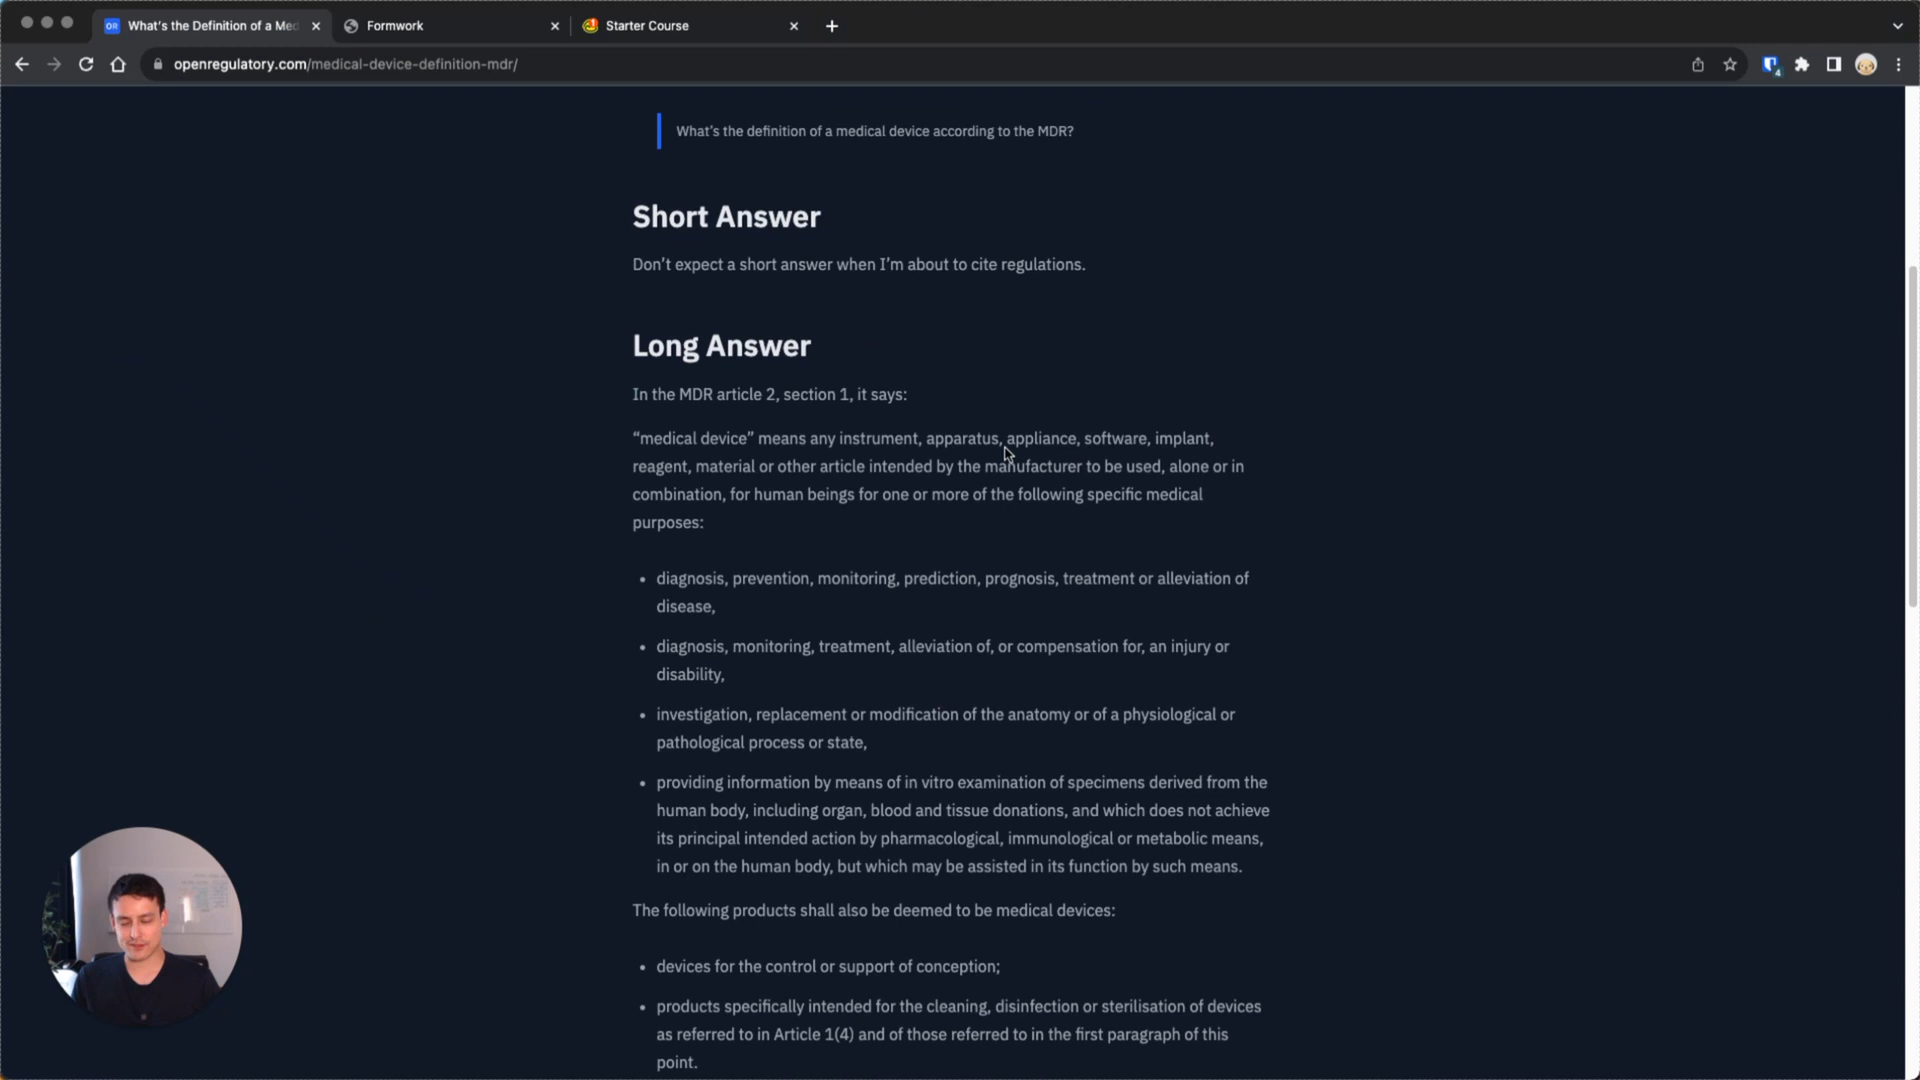 What's the Definition of a Med
Formwork
Starter Course
openregulatory.com/medical-device-definition-mdr/
What's the definition of a medical device according to the MDR?
Short Answer
Don't expect a short answer when I'm about to cite regulations.
Long Answer
In the MDR article 2, section 1, it says:
“medical device” means any instrument, apparatus, appliance, software, implant,
reagent, material or other article intended by the manufacturer to be used, alone or in
combination, for human beings for one or more of the following specific medical
purposes:
• diagnosis, prevention, monitoring, prediction, prognosis, treatment or alleviation of
disease,
• diagnosis, monitoring, treatment, alleviation of, or compensation for, an injury or
disability,
• investigation, replacement or modification of the anatomy or of a physiological or
pathological process or state,
• providing information by means of in vitro examination of specimens derived from the
human body, including organ, blood and tissue donations, and which does not achieve
its principal intended action by pharmacological, immunological or metabolic means,
in or on the human body, but which may be assisted in its function by such means.
The following products shall also be deemed to be medical devices:
• devices for the control or support of conception;
• products specifically intended for the cleaning, disinfection or sterilisation of devices
as referred to in Article 1(4) and of those referred to in the first paragraph of this
point.